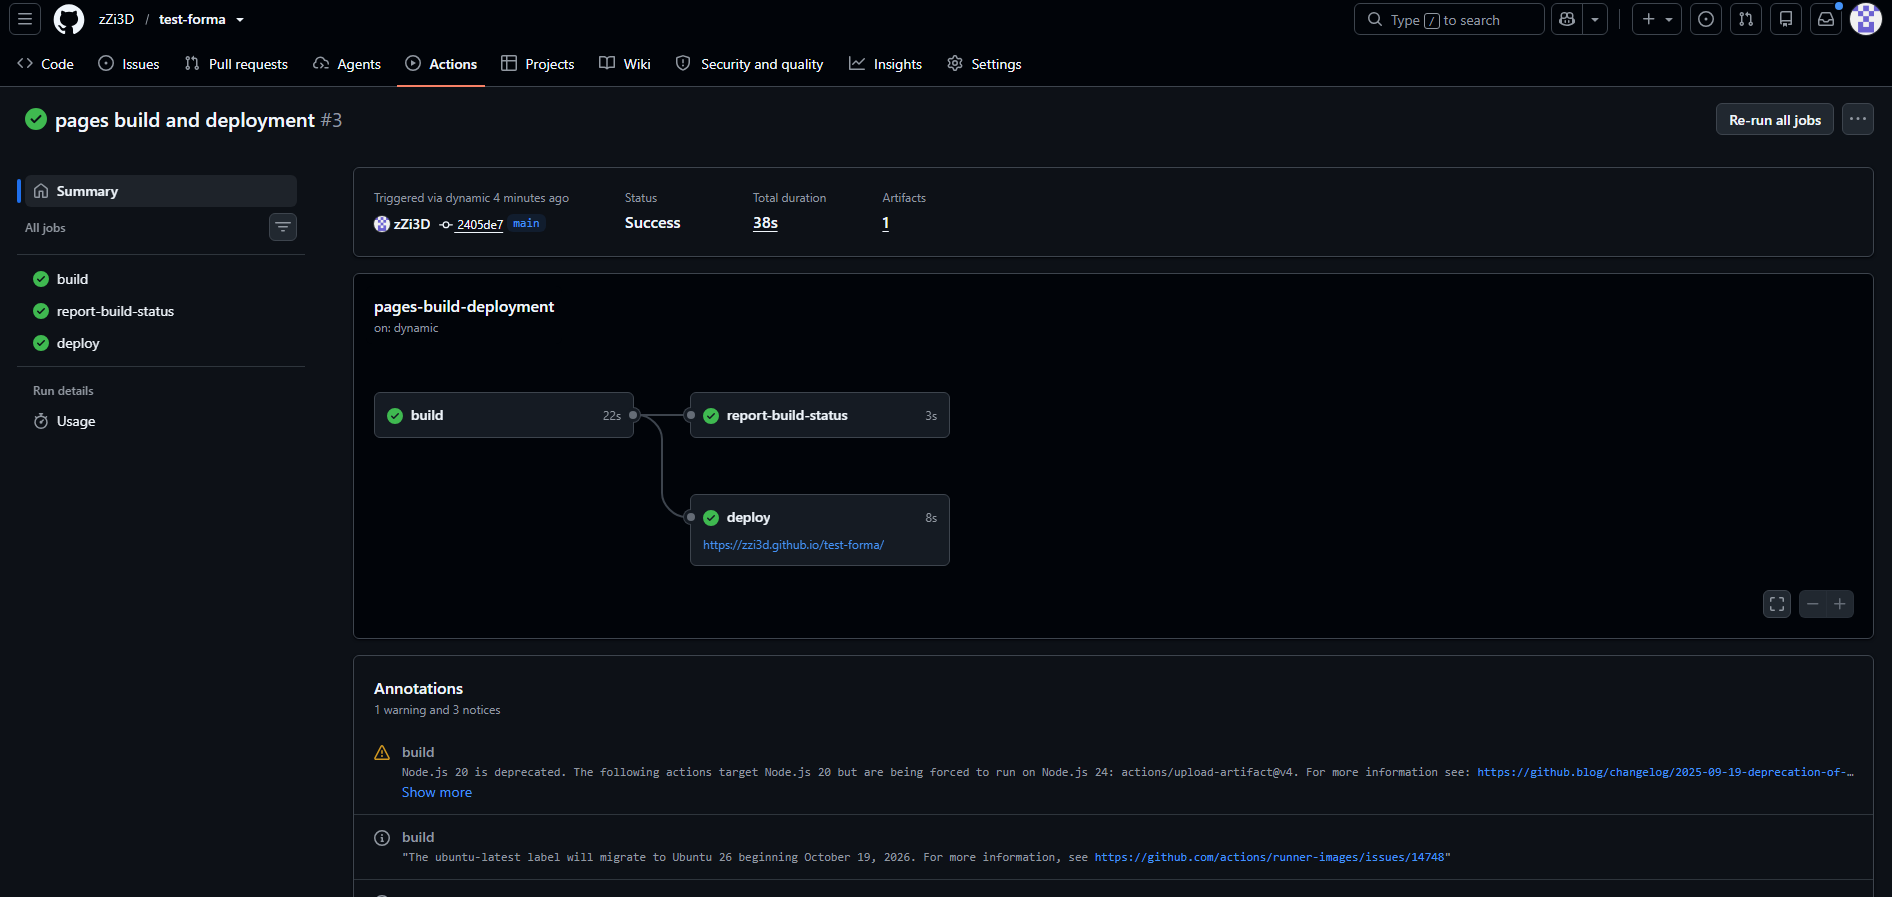 zZi3D / test-forma
Type / to search
Code
Issues
Pull requests
Agents
Actions
Projects
Wiki
Security and quality
Insights
Settings
pages build and deployment #3
Re-run all jobs
Summary
All jobs
build
report-build-status
deploy
Run details
Usage
Triggered via dynamic 4 minutes ago
zZi3D 2405de7 main
Status
Success
Total duration
38s
Artifacts
1
pages-build-deployment
on: dynamic
build 22s
report-build-status 3s
deploy 8s
https://zzi3d.github.io/test-forma/
Annotations
1 warning and 3 notices
build
Node.js 20 is deprecated. The following actions target Node.js 20 but are being forced to run on Node.js 24: actions/upload-artifact@v4. For more information see: https://github.blog/changelog/2025-09-19-deprecation-of-…
Show more
build
"The ubuntu-latest label will migrate to Ubuntu 26 beginning October 19, 2026. For more information, see https://github.com/actions/runner-images/issues/14748"